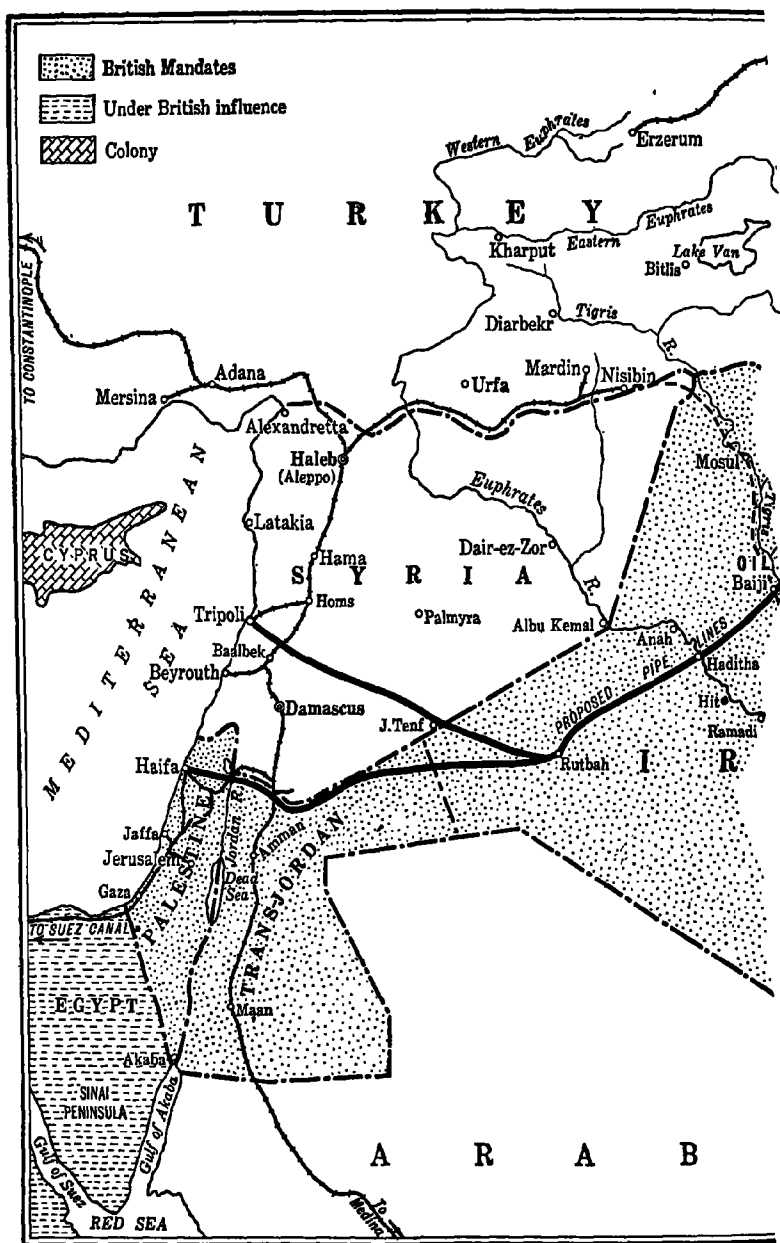 British Mandates
Under British influence
Colony
Western Euphrates
Erzerum
TURKEY
Kharput
Eastern Euphrates
Lake Van
Bitlis
TO CONSTANTINOPLE
Diarbekr
Tigris R.
Adana
Mersina
Urfa
Mardin
Nisibin
Alexandretta
Haleb
(Aleppo)
Mosul
Tigris
MEDITERRANEAN
SEA
Latakia
Euphrates R.
CYPRUS
Dair-ez-Zor
Hama
SYRIA
OIL
Baiji
Homs
Tripoli
Palmyra
Albu Kemal
Anah
Baalbek
Beyrouth
Haditha
PROPOSED PIPE LINES
Damascus
Hit
J.Tenf
Ramadi
Haifa
Rutbah
IR
Jaffa
Jordan R.
Amman
Jerusalem
PALESTINE
Dead
Sea
TRANSJORDAN
Gaza
TO SUEZ CANAL
EGYPT
Maan
Akaba
SINAI
PENINSULA
Gulf of Akaba
Gulf of Suez
ARAB
To
Medina
RED SEA